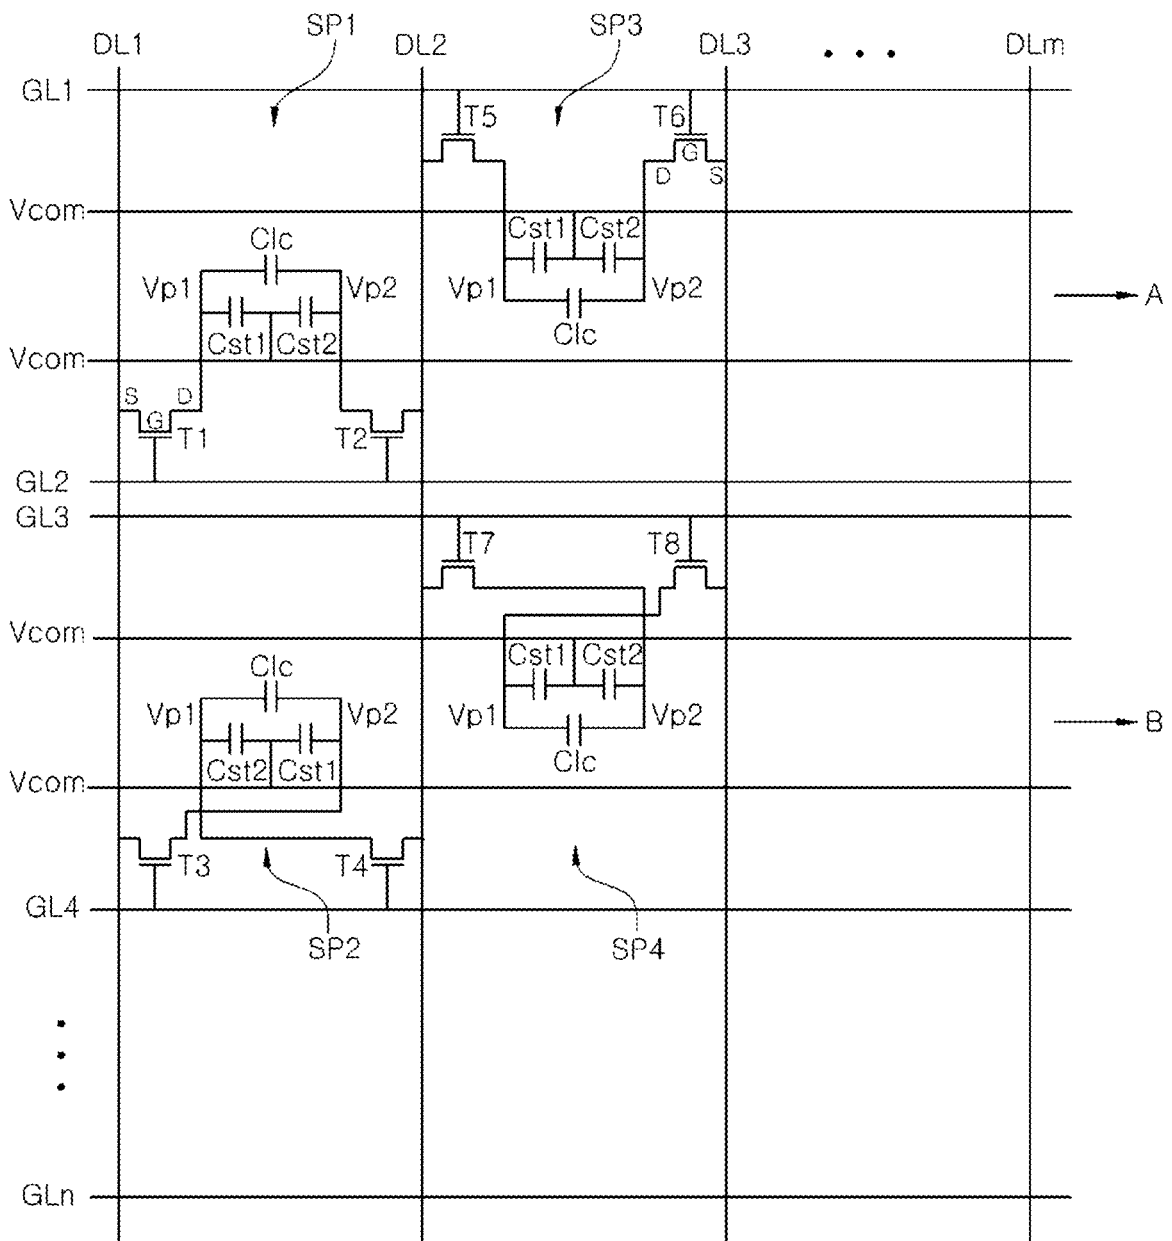 SP1 SP3
DL1 DL2 DL3 • • • DLm
GL1
T5 T6
G
D S
Vcom
Cst1 Cst2
Clc
Vp1 Vp2 Vp1 Vp2
A
Cst1 Cst2 Clc
Vcom
S D
G
T1 T2
GL2
GL3
T7 T8
Vcom
Cst1 Cst2
Clc
Vp1 Vp2 Vp1 Vp2
B
Cst2 Cst1 Clc
Vcom
T3 T4
GL4
SP2 SP4
GLn